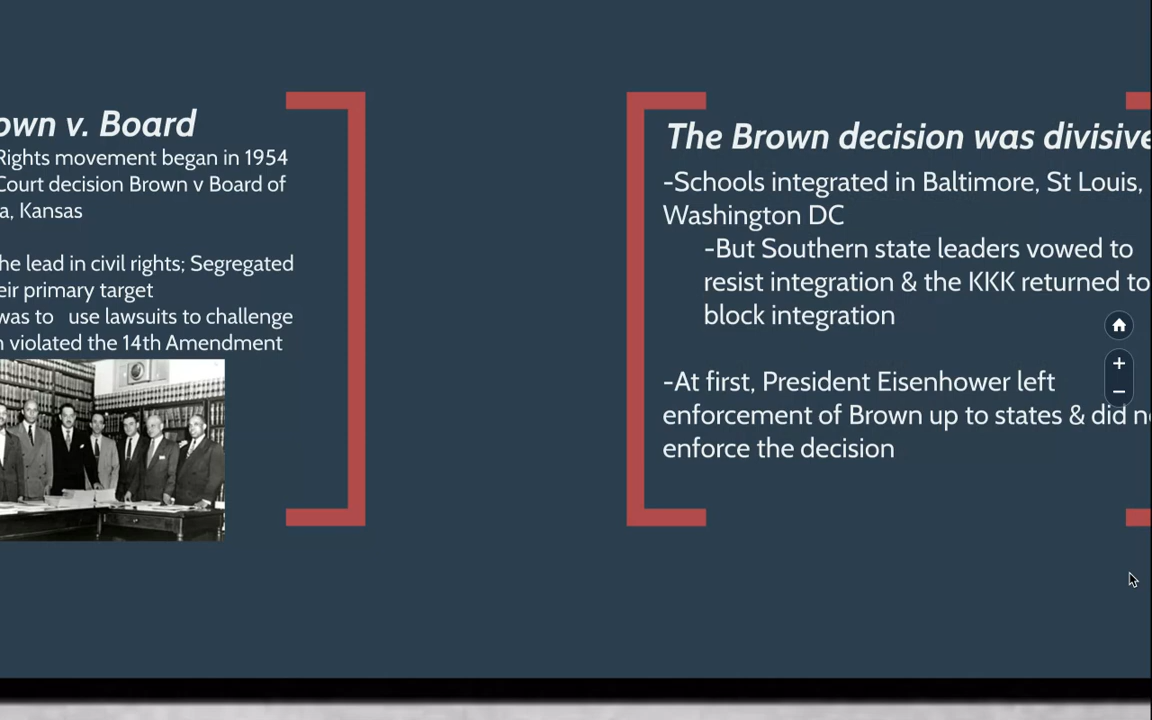 own v. Board
Rights movement began in 1954
Court decision Brown v Board of
a, Kansas
he lead in civil rights; Segregated
eir primary target
was to use lawsuits to challenge
n violated the 14th Amendment
The Brown decision was divisive
-Schools integrated in Baltimore, St Louis,
Washington DC
-But Southern state leaders vowed to
resist integration & the KKK returned to
block integration
-At first, President Eisenhower left
enforcement of Brown up to states & did n
enforce the decision